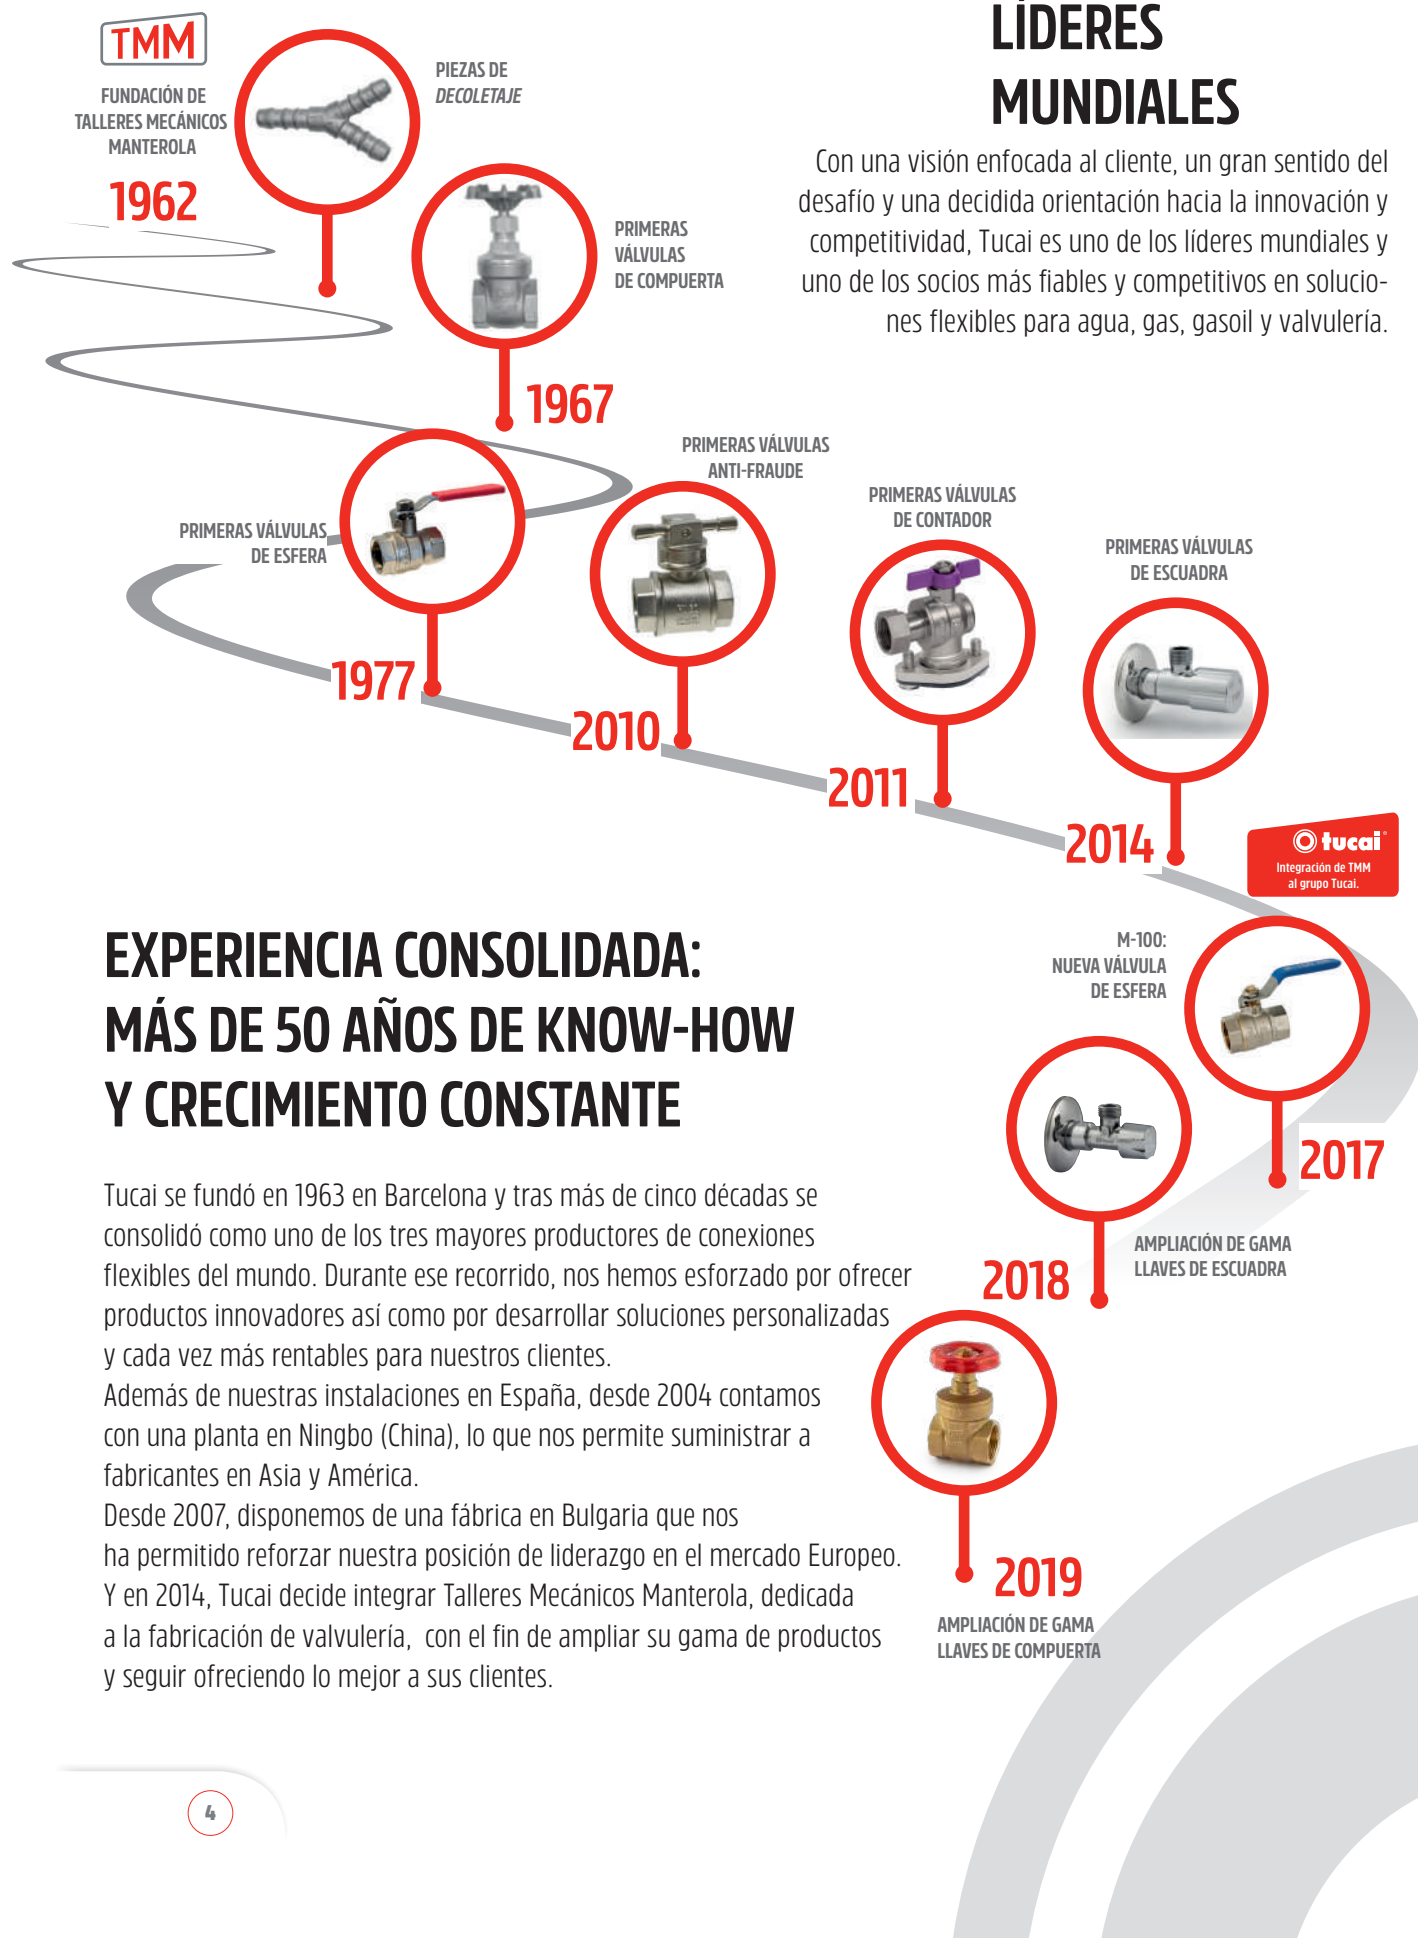 TMM
FUNDACIÓN DE
TALLERES MECÁNICOS
MANTEROLA
1962
PIEZAS DE
DECOLETAJE
LÍDERES
MUNDIALES
Con una visión enfocada al cliente, un gran sentido del
desafío y una decidida orientación hacia la innovación y
competitividad, Tucai es uno de los líderes mundiales y
uno de los socios más fiables y competitivos en solucio-
nes flexibles para agua, gas, gasoil y valvulería.
PRIMERAS
VÁLVULAS
DE COMPUERTA
1967
PRIMERAS VÁLVULAS
DE ESFERA
1977
PRIMERAS VÁLVULAS
ANTI-FRAUDE
2010
PRIMERAS VÁLVULAS
DE CONTADOR
2011
PRIMERAS VÁLVULAS
DE ESCUADRA
2014
tucai®
Integración de TMM
al grupo Tucai.
M-100:
NUEVA VÁLVULA
DE ESFERA
2017
AMPLIACIÓN DE GAMA
LLAVES DE ESCUADRA
2018
2019
AMPLIACIÓN DE GAMA
LLAVES DE COMPUERTA
EXPERIENCIA CONSOLIDADA:
MÁS DE 50 AÑOS DE KNOW-HOW
Y CRECIMIENTO CONSTANTE
Tucai se fundó en 1963 en Barcelona y tras más de cinco décadas se
consolidó como uno de los tres mayores productores de conexiones
flexibles del mundo. Durante ese recorrido, nos hemos esforzado por ofrecer
productos innovadores así como por desarrollar soluciones personalizadas
y cada vez más rentables para nuestros clientes.
Además de nuestras instalaciones en España, desde 2004 contamos
con una planta en Ningbo (China), lo que nos permite suministrar a
fabricantes en Asia y América.
Desde 2007, disponemos de una fábrica en Bulgaria que nos
ha permitido reforzar nuestra posición de liderazgo en el mercado Europeo.
Y en 2014, Tucai decide integrar Talleres Mecánicos Manterola, dedicada
a la fabricación de valvulería, con el fin de ampliar su gama de productos
y seguir ofreciendo lo mejor a sus clientes.
4